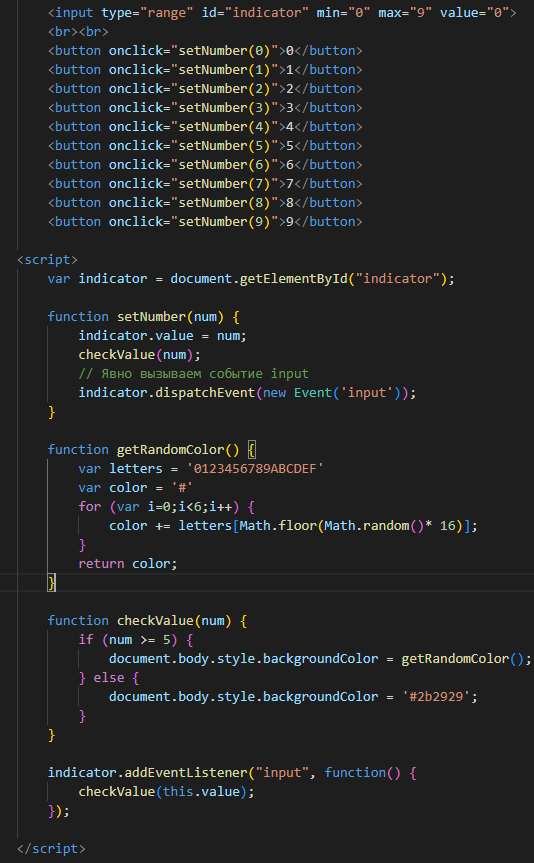 <input type="range" id="indicator" min="0" max="9" value="0">
<br><br>
<button onclick="setNumber(0)">0</button>
<button onclick="setNumber(1)">1</button>
<button onclick="setNumber(2)">2</button>
<button onclick="setNumber(3)">3</button>
<button onclick="setNumber(4)">4</button>
<button onclick="setNumber(5)">5</button>
<button onclick="setNumber(6)">6</button>
<button onclick="setNumber(7)">7</button>
<button onclick="setNumber(8)">8</button>
<button onclick="setNumber(9)">9</button>
<script>
var indicator = document.getElementById("indicator");
function setNumber(num) {
indicator.value = num;
checkValue(num);
// Явно вызываем событие input
indicator.dispatchEvent(new Event('input'));
}
function getRandomColor() {
var letters = '0123456789ABCDEF'
var color = '#'
for (var i=0;i<6;i++) {
color += letters[Math.floor(Math.random()* 16)];
}
return color;
}
function checkValue(num) {
if (num >= 5) {
document.body.style.backgroundColor = getRandomColor();
} else {
document.body.style.backgroundColor = '#2b2929';
}
}
indicator.addEventListener("input", function() {
checkValue(this.value);
});
</script>